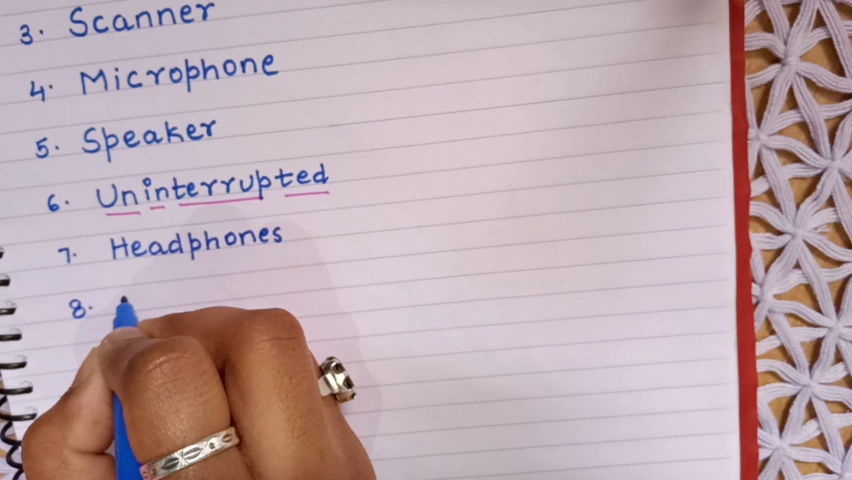 3. Scanner
4. Microphone
5. Speaker
6. Uninterrupted
7. Headphones
8.